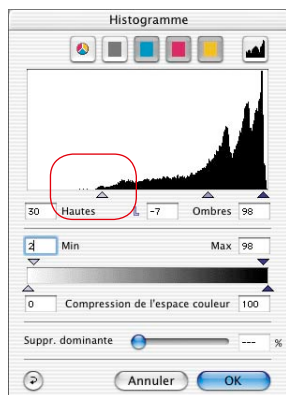 Histogramme
30 Hautes -7 Ombres 98
2 Min Max 98
0 Compression de l'espace couleur 100
Suppr. dominante --- %
Annuler OK